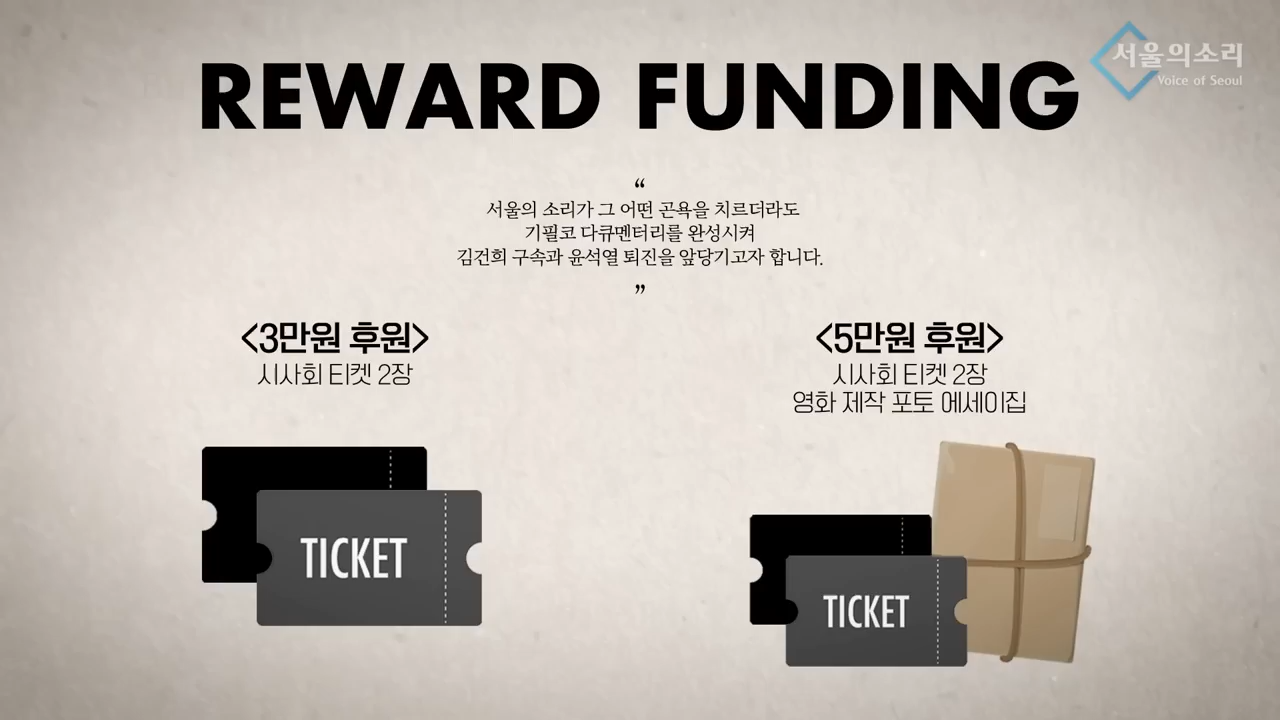 서울의소리
Voice of Seoul
REWARD FUNDING
“
서울의 소리가 그 어떤 곤욕을 치르더라도
기필코 다큐멘터리를 완성시켜
김건희 구속과 윤석열 퇴진을 앞당기고자 합니다.
”
<3만원 후원>
시사회 티켓 2장
<5만원 후원>
시사회 티켓 2장
영화 제작 포토 에세이집
TICKET
TICKET